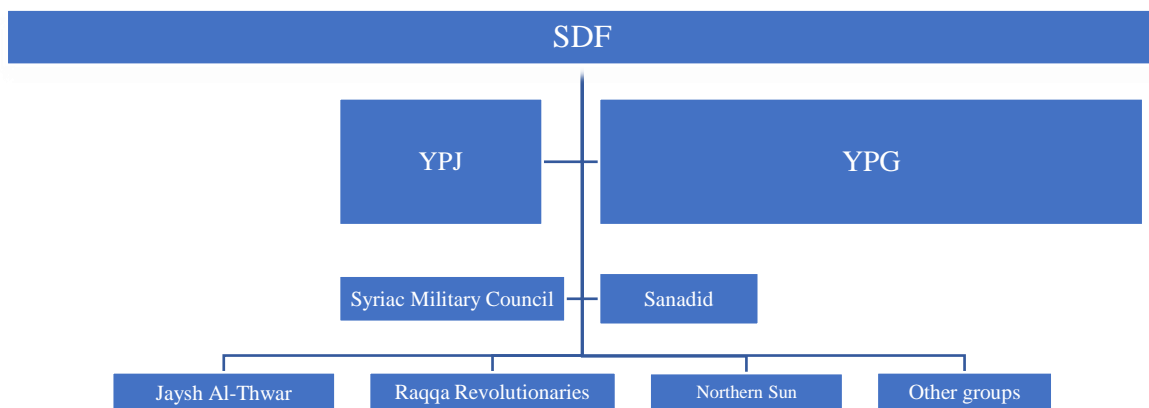 SDF
YPJ
YPG
Syriac Military Council
Sanadid
Jaysh Al-Thwar
Raqqa Revolutionaries
Northern Sun
Other groups